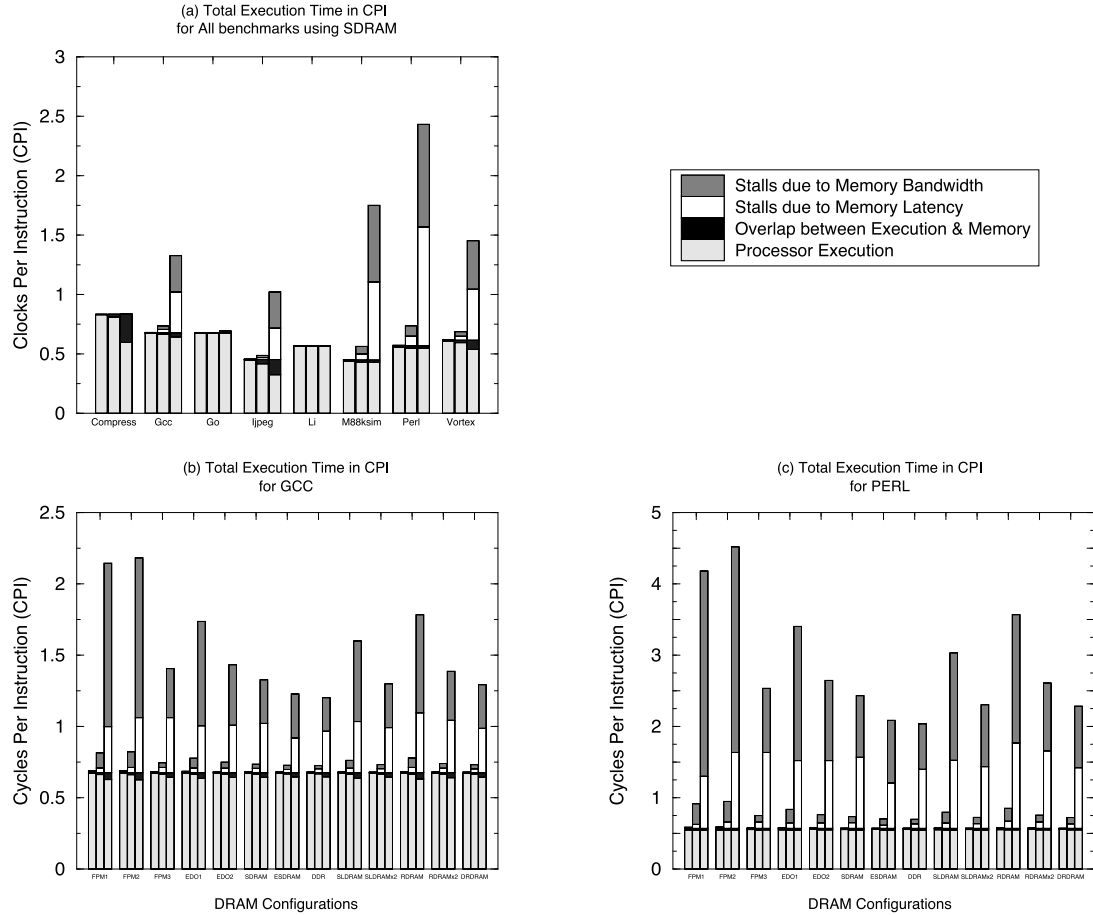 (a) Total Execution Time in CPI
for All benchmarks using SDRAM
3
2.5
2
1.5
1
0.5
0
Clocks Per Instruction (CPI)
Compress Gcc Go Ijpeg Li M88ksim Perl Vortex
Stalls due to Memory Bandwidth
Stalls due to Memory Latency
Overlap between Execution & Memory
Processor Execution
(b) Total Execution Time in CPI
for GCC
2.5
2
1.5
1
0.5
0
Cycles Per Instruction (CPI)
FPM1 FPM2 FPM3 EDO1 EDO2 SDRAM ESDRAM DDR SLDRAM SLDRAMx2 RDRAM RDRAMx2 DRDRAM
DRAM Configurations
(c) Total Execution Time in CPI
for PERL
5
4
3
2
1
0
Cycles Per Instruction (CPI)
FPM1 FPM2 FPM3 EDO1 EDO2 SDRAM ESDRAM DDR SLDRAM SLDRAMx2 RDRAM RDRAMx2 DRDRAM
DRAM Configurations